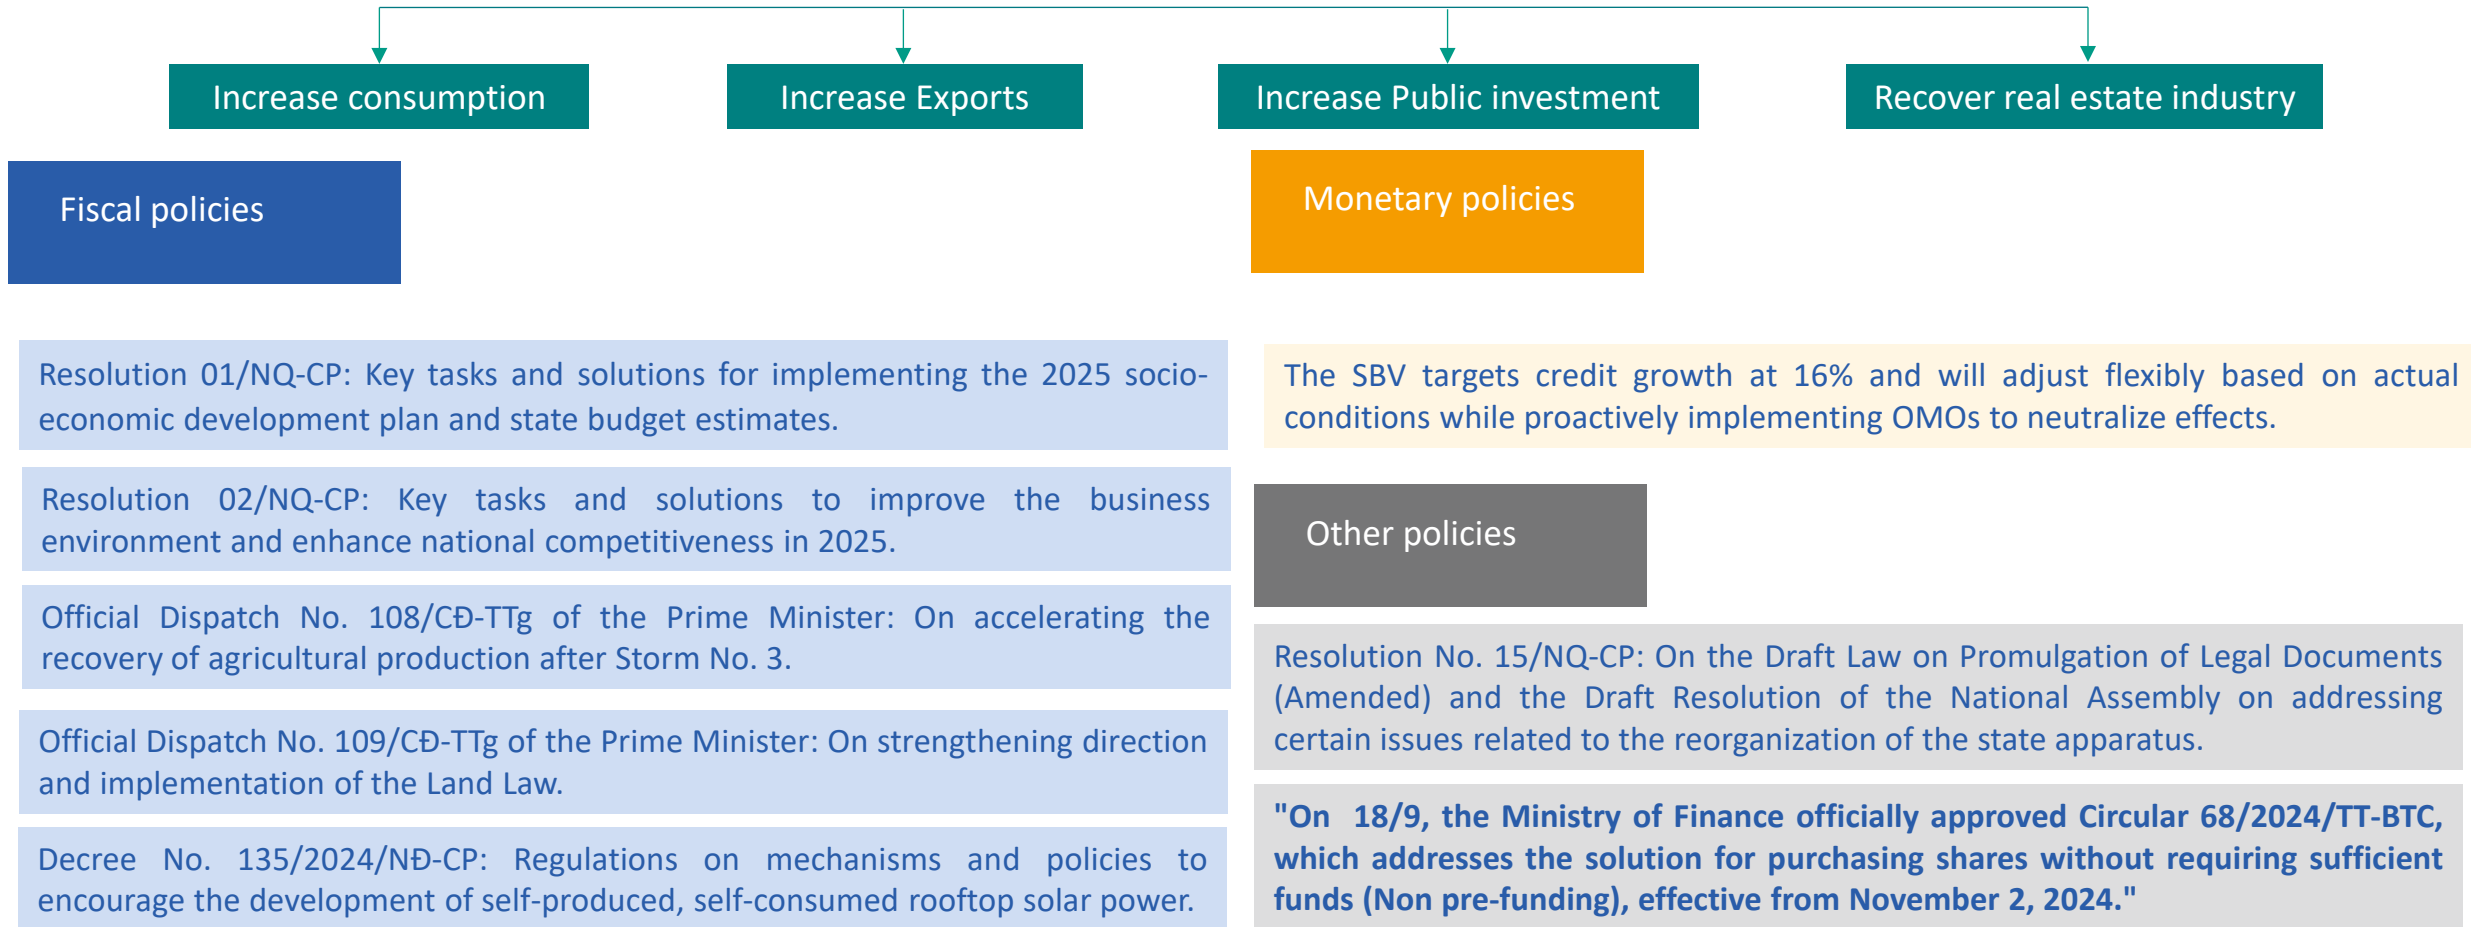 Increase consumption
Increase Exports
Increase Public investment
Recover real estate industry
Fiscal policies
Resolution 01/NQ-CP: Key tasks and solutions for implementing the 2025 socio-
economic development plan and state budget estimates.
Resolution 02/NQ-CP: Key tasks and solutions to improve the business
environment and enhance national competitiveness in 2025.
Official Dispatch No. 108/CĐ-TTg of the Prime Minister: On accelerating the
recovery of agricultural production after Storm No. 3.
Official Dispatch No. 109/CĐ-TTg of the Prime Minister: On strengthening direction
and implementation of the Land Law.
Decree No. 135/2024/NĐ-CP: Regulations on mechanisms and policies to
encourage the development of self-produced, self-consumed rooftop solar power.
Monetary policies
The SBV targets credit growth at 16% and will adjust flexibly based on actual
conditions while proactively implementing OMOs to neutralize effects.
Other policies
Resolution No. 15/NQ-CP: On the Draft Law on Promulgation of Legal Documents
(Amended) and the Draft Resolution of the National Assembly on addressing
certain issues related to the reorganization of the state apparatus.
"On 18/9, the Ministry of Finance officially approved Circular 68/2024/TT-BTC,
which addresses the solution for purchasing shares without requiring sufficient
funds (Non pre-funding), effective from November 2, 2024."